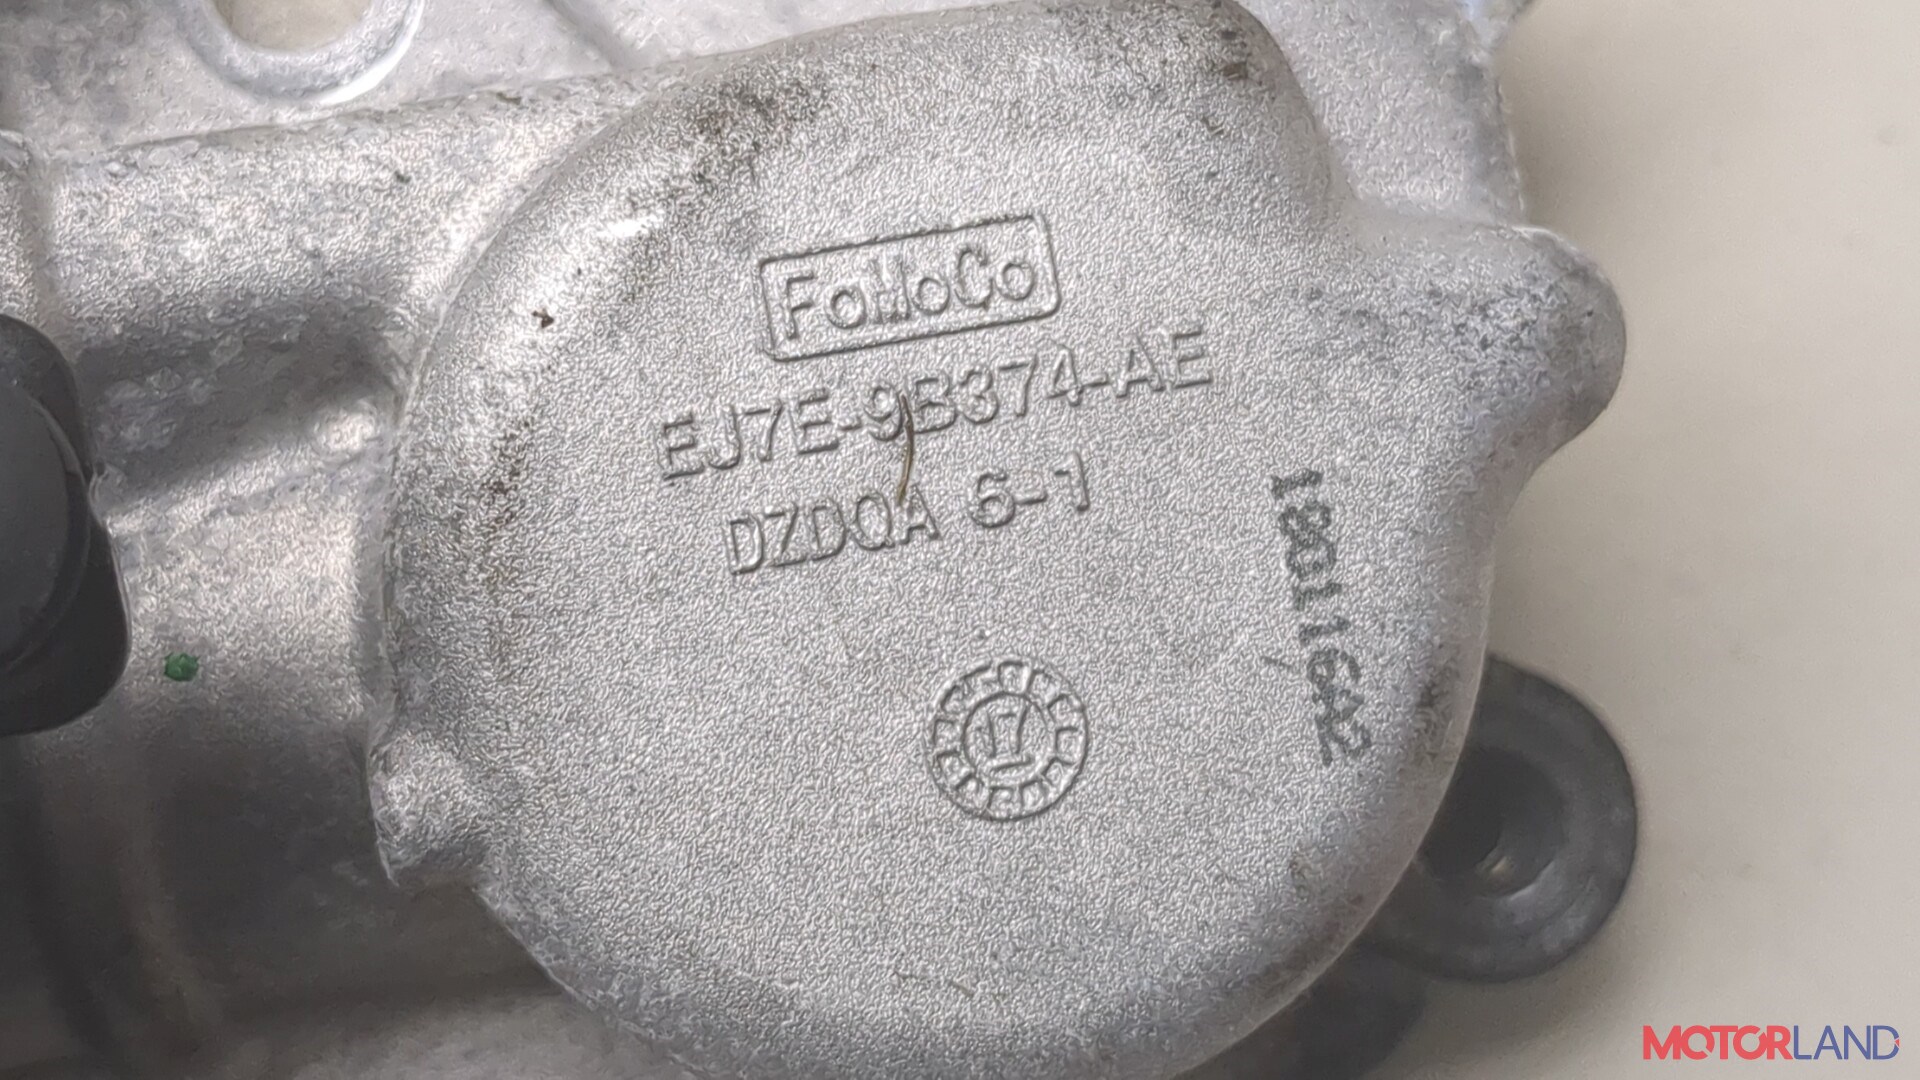 FoMoCo
EJ7E-9B374-AE
DZDQA 6-1
18011642
17
MOTORLAND